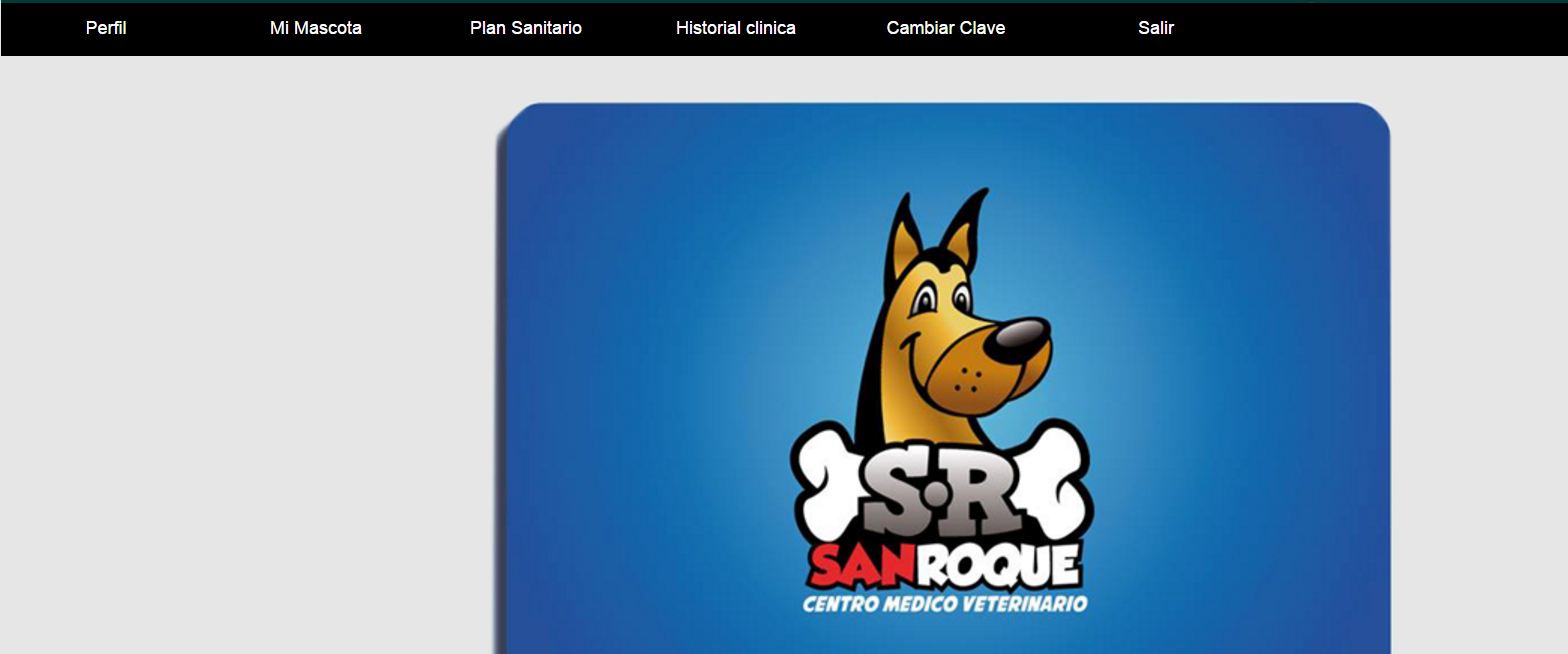 Perfil Mi Mascota Plan Sanitario Historial clinica Cambiar Clave Salir
S·R
SANROQUE
CENTRO MEDICO VETERINARIO